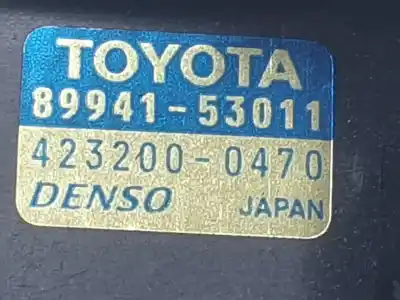 TOYOTA
89941-53011
423200-0470
DENSO JAPAN